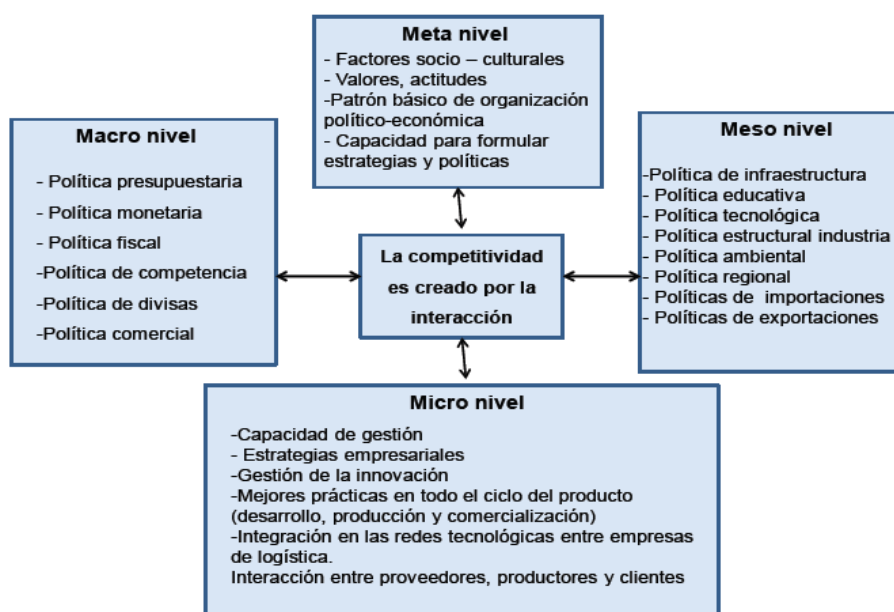 Meta nivel
- Factores socio – culturales
- Valores, actitudes
-Patrón básico de organización
político-económica
- Capacidad para formular
estrategias y políticas
Macro nivel
- Política presupuestaria
- Política monetaria
- Política fiscal
-Política de competencia
-Política de divisas
-Política comercial
La competitividad
es creado por la
interacción
Meso nivel
-Política de infraestructura
- Política educativa
- Política tecnológica
- Política estructural industria
- Política ambiental
- Política regional
- Políticas de importaciones
- Políticas de exportaciones
Micro nivel
-Capacidad de gestión
- Estrategias empresariales
-Gestión de la innovación
-Mejores prácticas en todo el ciclo del producto
(desarrollo, producción y comercialización)
-Integración en las redes tecnológicas entre empresas
de logística.
Interacción entre proveedores, productores y clientes